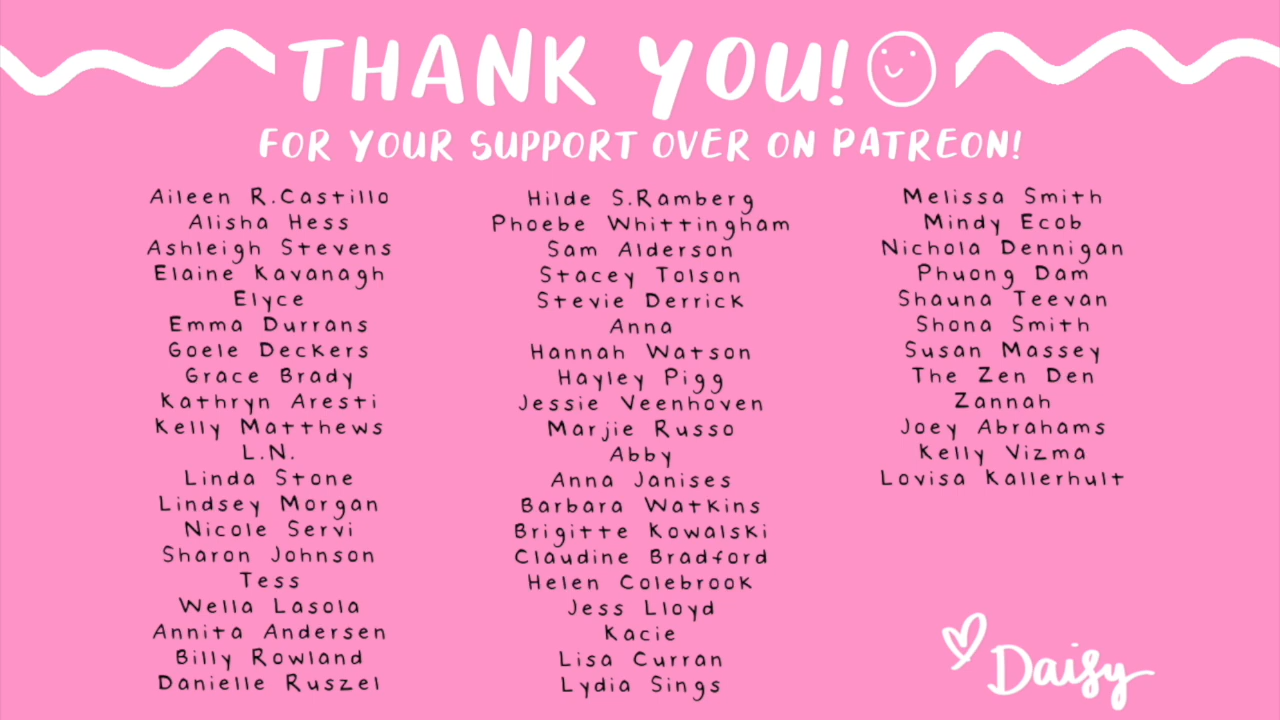 THANK YOU!
FOR YOUR SUPPORT OVER ON PATREON!
Aileen R.Castillo
Alisha Hess
Ashleigh Stevens
Elaine Kavanagh
Elyce
Emma Durrans
Goele Deckers
Grace Brady
Kathryn Aresti
Kelly Matthews
L.N.
Linda Stone
Lindsey Morgan
Nicole Servi
Sharon Johnson
Tess
Wella Lasola
Annita Andersen
Billy Rowland
Danielle Ruszel
Hilde S.Ramberg
Phoebe Whittingham
Sam Alderson
Stacey Tolson
Stevie Derrick
Anna
Hannah Watson
Hayley Pigg
Jessie Veenhoven
Marjie Russo
Abby
Anna Janises
Barbara Watkins
Brigitte Kowalski
Claudine Bradford
Helen Colebrook
Jess Lloyd
Kacie
Lisa Curran
Lydia Sings
Melissa Smith
Mindy Ecob
Nichola Dennigan
Phuong Dam
Shauna Teevan
Shona Smith
Susan Massey
The Zen Den
Zannah
Joey Abrahams
Kelly Vizma
Lovisa Kallerhult
Daisy